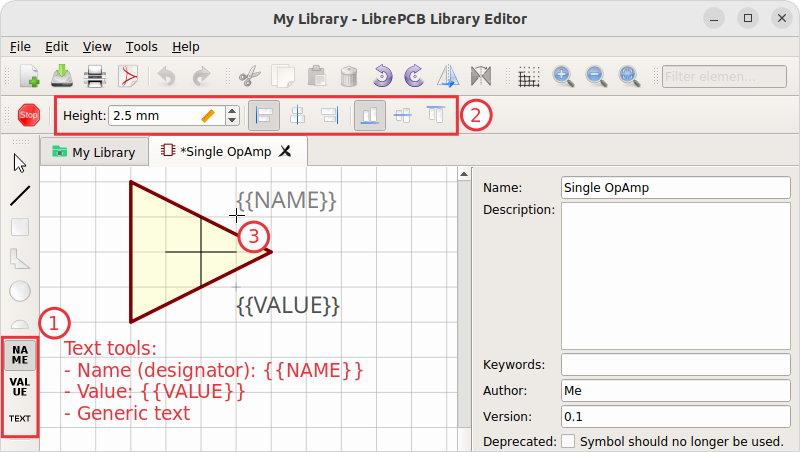 My Library - LibrePCB Library Editor
File Edit View Tools Help
Filter elemen...
Stop Height: 2.5 mm 2
My Library *Single OpAmp
{{NAME}}
3
{{VALUE}}
1
NA
ME
VAL
UE
TEXT
Text tools:
- Name (designator): {{NAME}}
- Value: {{VALUE}}
- Generic text
Name: Single OpAmp
Description:
Keywords:
Author: Me
Version: 0.1
Deprecated: Symbol should no longer be used.